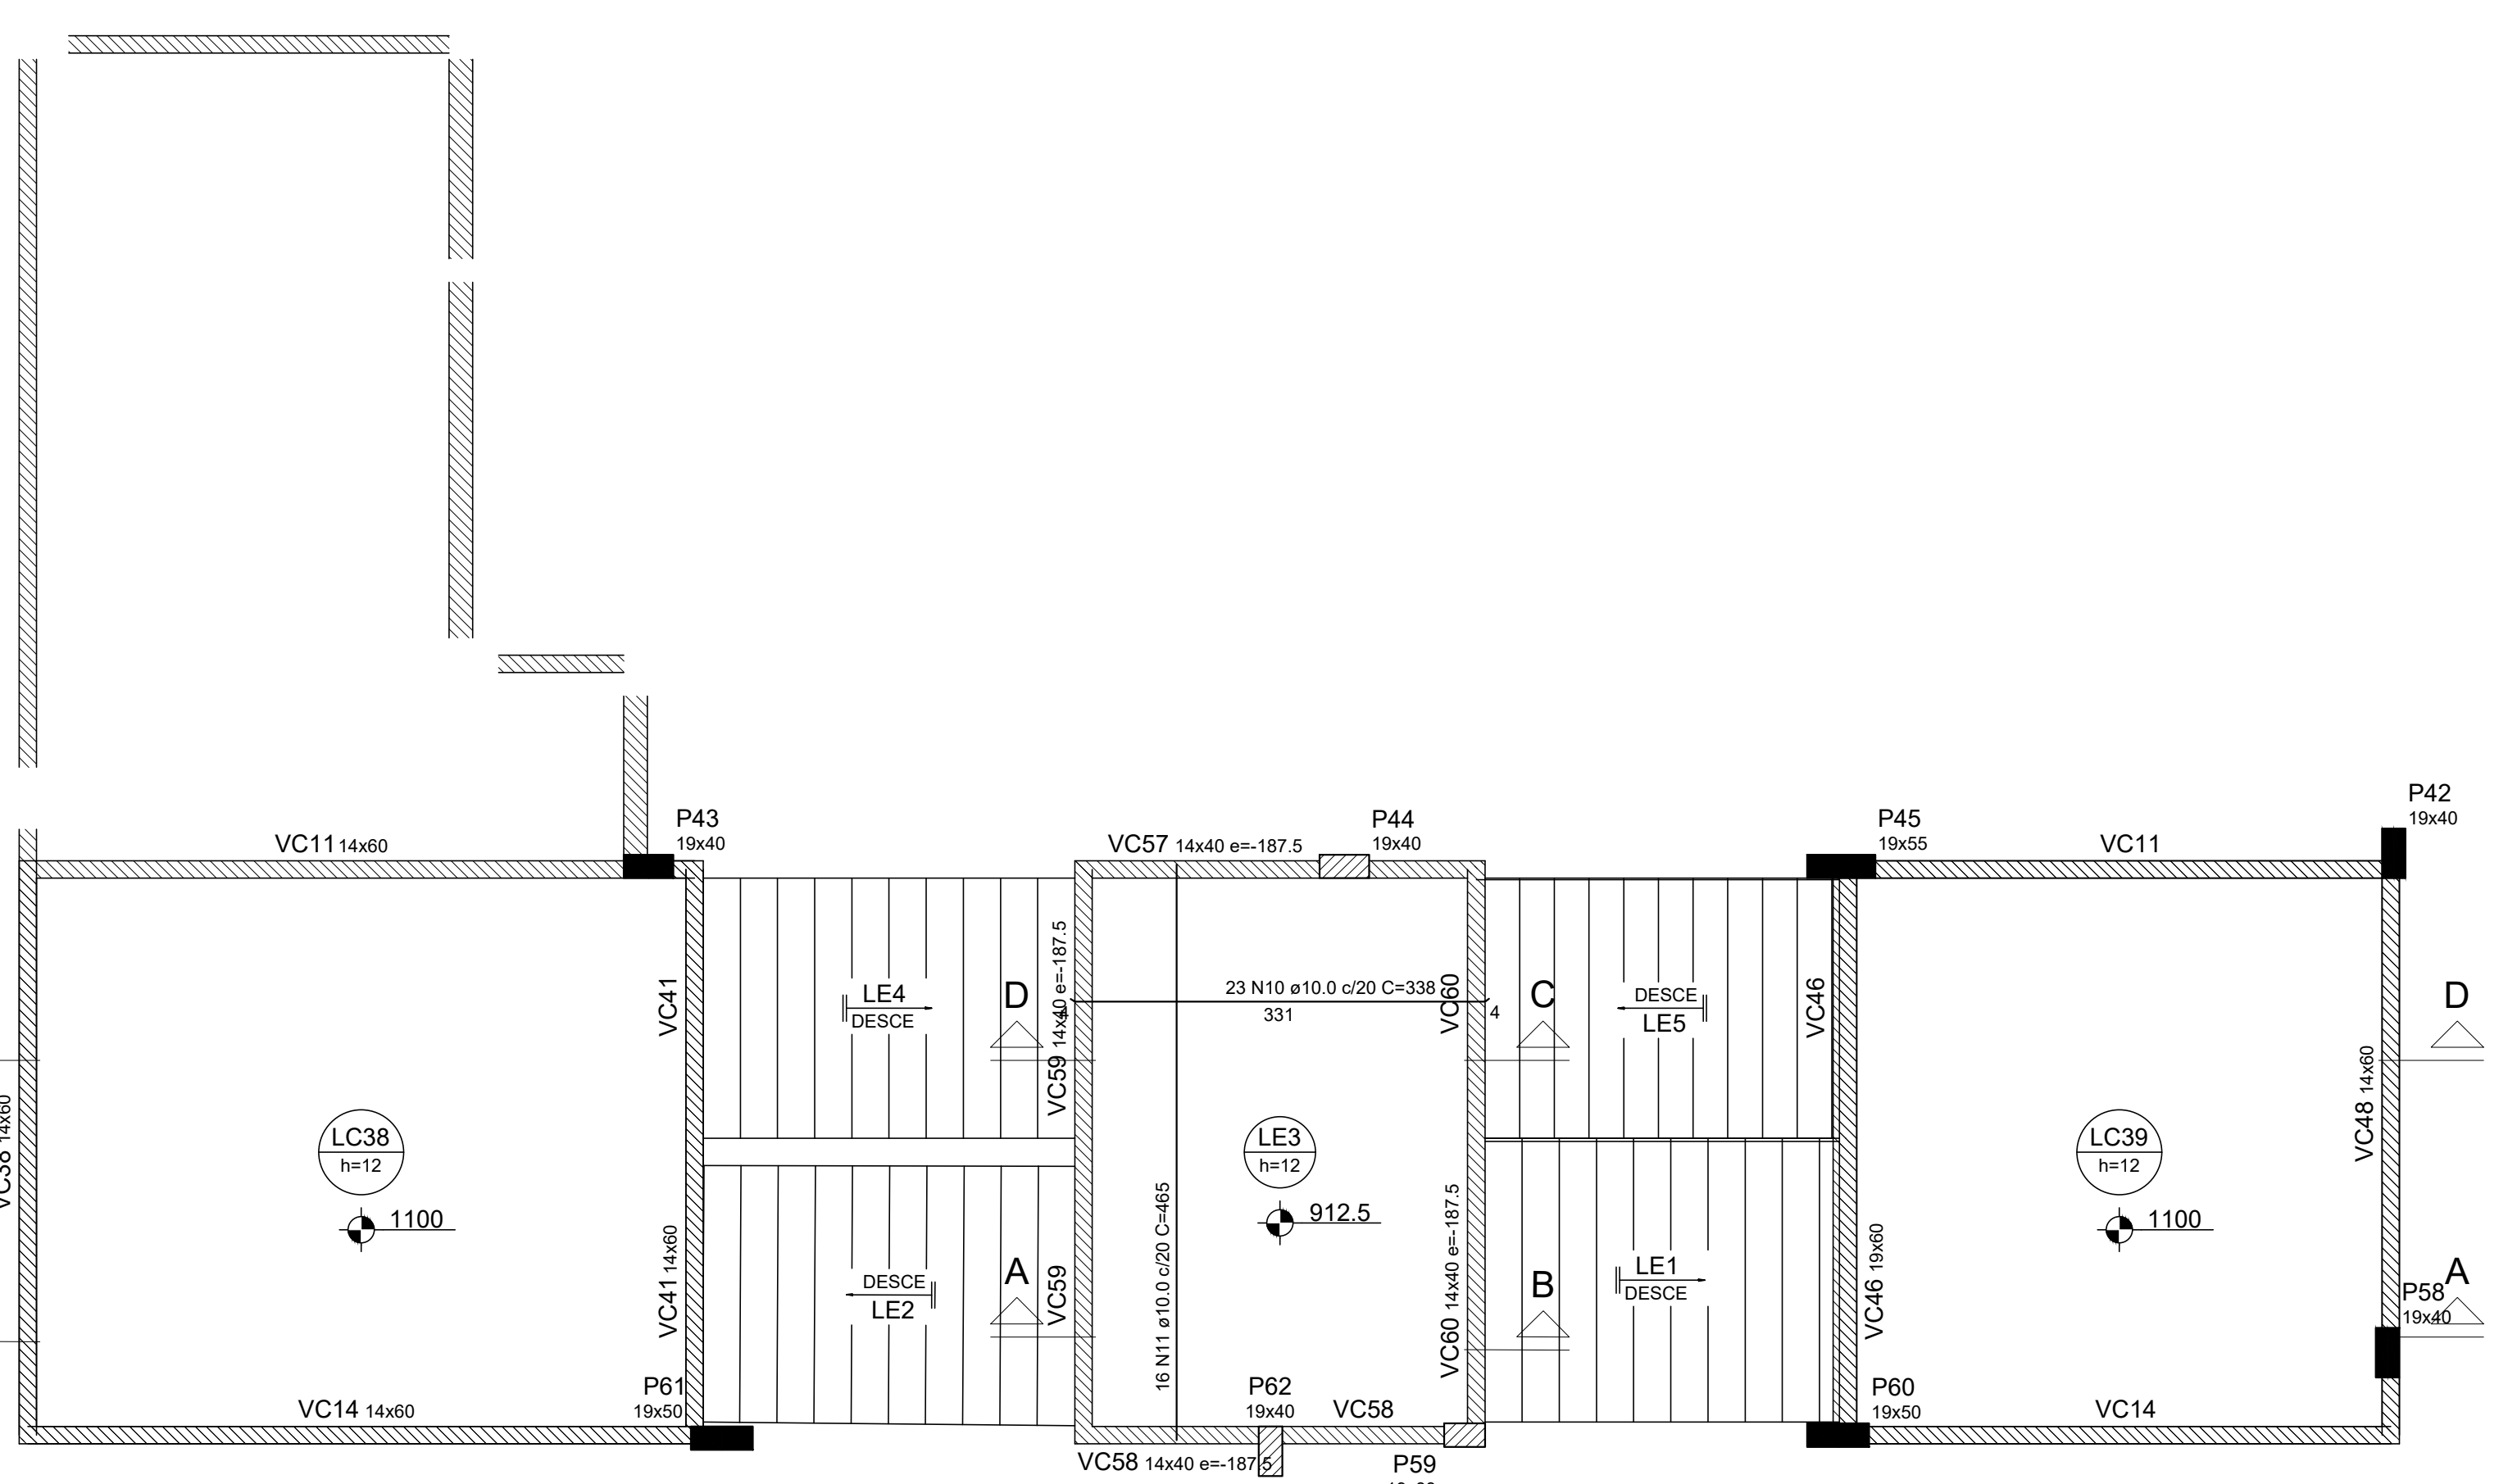 P42
19x40
P43
19x40
P44
19x40
P45
19x55
VC11 14x60
VC57 14x40 e=-187.5
VC11
VC41
LE4
DESCE
D
VC59 14x40 e=-187.5
4
23 N10 ø10.0 c/20 C=338
331
VC60
4
C
DESCE
LE5
VC46
D
VC38 14x60
LC38
h=12
1100
LE3
h=12
912.5
LC39
h=12
1100
VC48 14x60
VC41 14x60
DESCE
LE2
A
VC59
16 N11 ø10.0 c/20 C=465
VC60 14x40 e=-187.5
B
LE1
DESCE
VC46 19x60
A
P58
19x40
P61
19x50
VC14 14x60
P62
19x40
VC58
P60
19x50
VC14
VC58 14x40 e=-187.5
P59